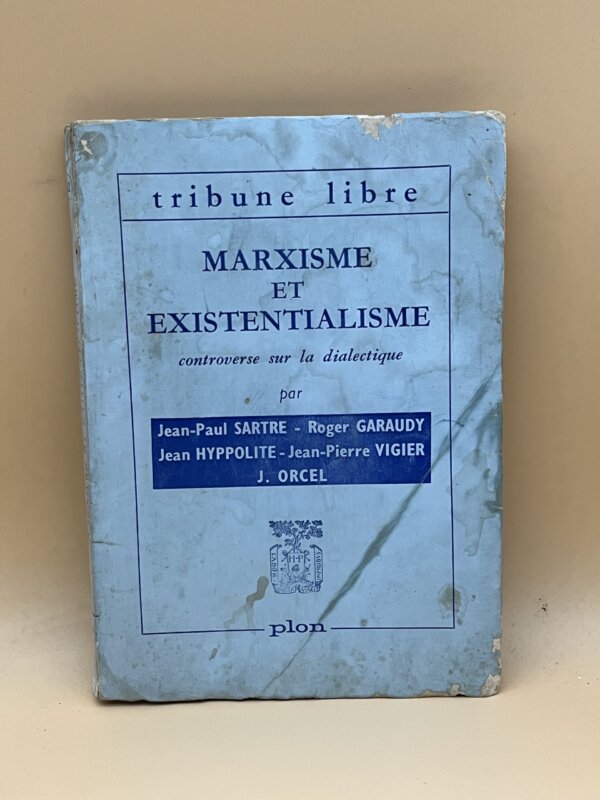 tribune libre
MARXISME
ET
EXISTENTIALISME
controverse sur la dialectique
par
Jean-Paul SARTRE - Roger GARAUDY
Jean HYPPOLITE - Jean-Pierre VIGIER
J. ORCEL
LABOR
H·P
plon